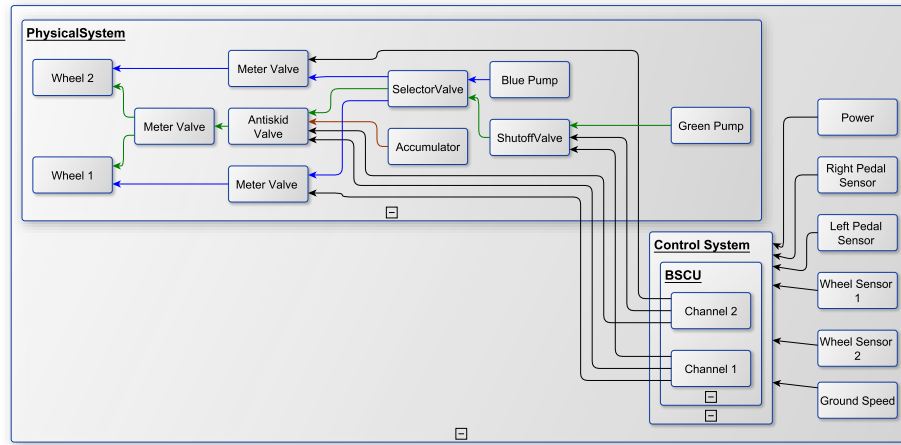 PhysicalSystem
Wheel 2
Meter Valve
SelectorValve
Blue Pump
Meter Valve
Antiskid
Valve
Accumulator
ShutoffValve
Green Pump
Wheel 1
Meter Valve
Power
Right Pedal
Sensor
Left Pedal
Sensor
Control System
BSCU
Channel 2
Channel 1
Wheel Sensor
1
Wheel Sensor
2
Ground Speed